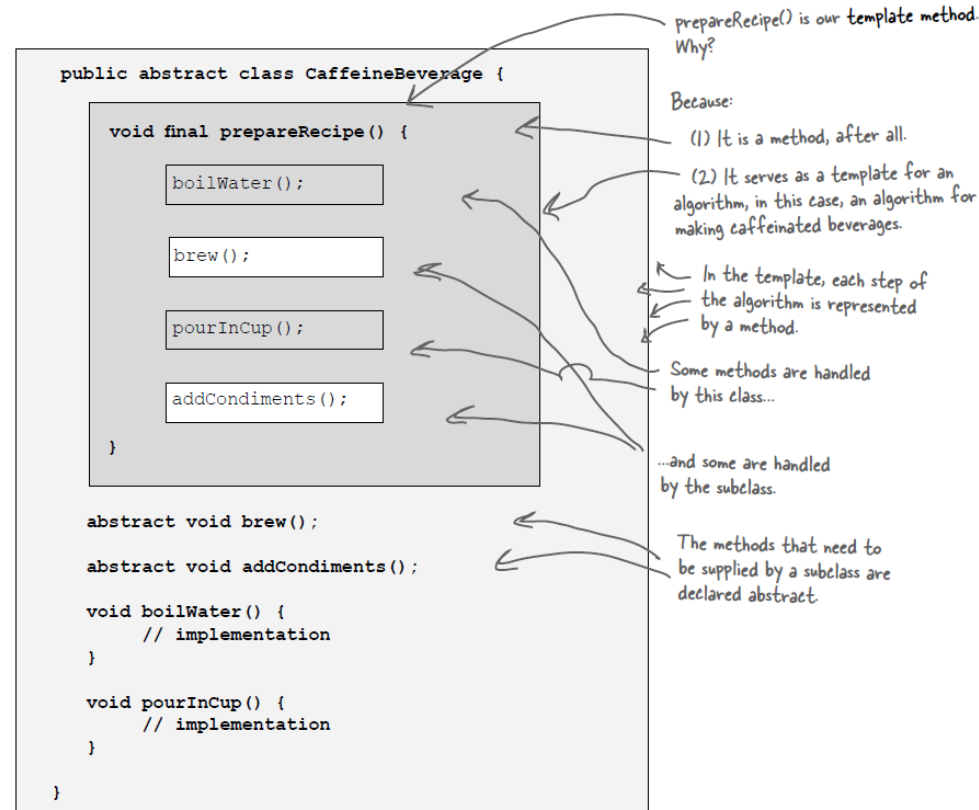 prepareRecipe() is our template method.
Why?
public abstract class CaffeineBeverage {
Because:
void final prepareRecipe() {
(1) It is a method, after all.
boilWater();
(2) It serves as a template for an
algorithm, in this case, an algorithm for
making caffeinated beverages.
brew();
In the template, each step of
the algorithm is represented
by a method.
pourInCup();
Some methods are handled
by this class...
addCondiments();
}
...and some are handled
by the subclass.
abstract void brew();
abstract void addCondiments();
The methods that need to
be supplied by a subclass are
declared abstract.
void boilWater() {
// implementation
}
void pourInCup() {
// implementation
}
}